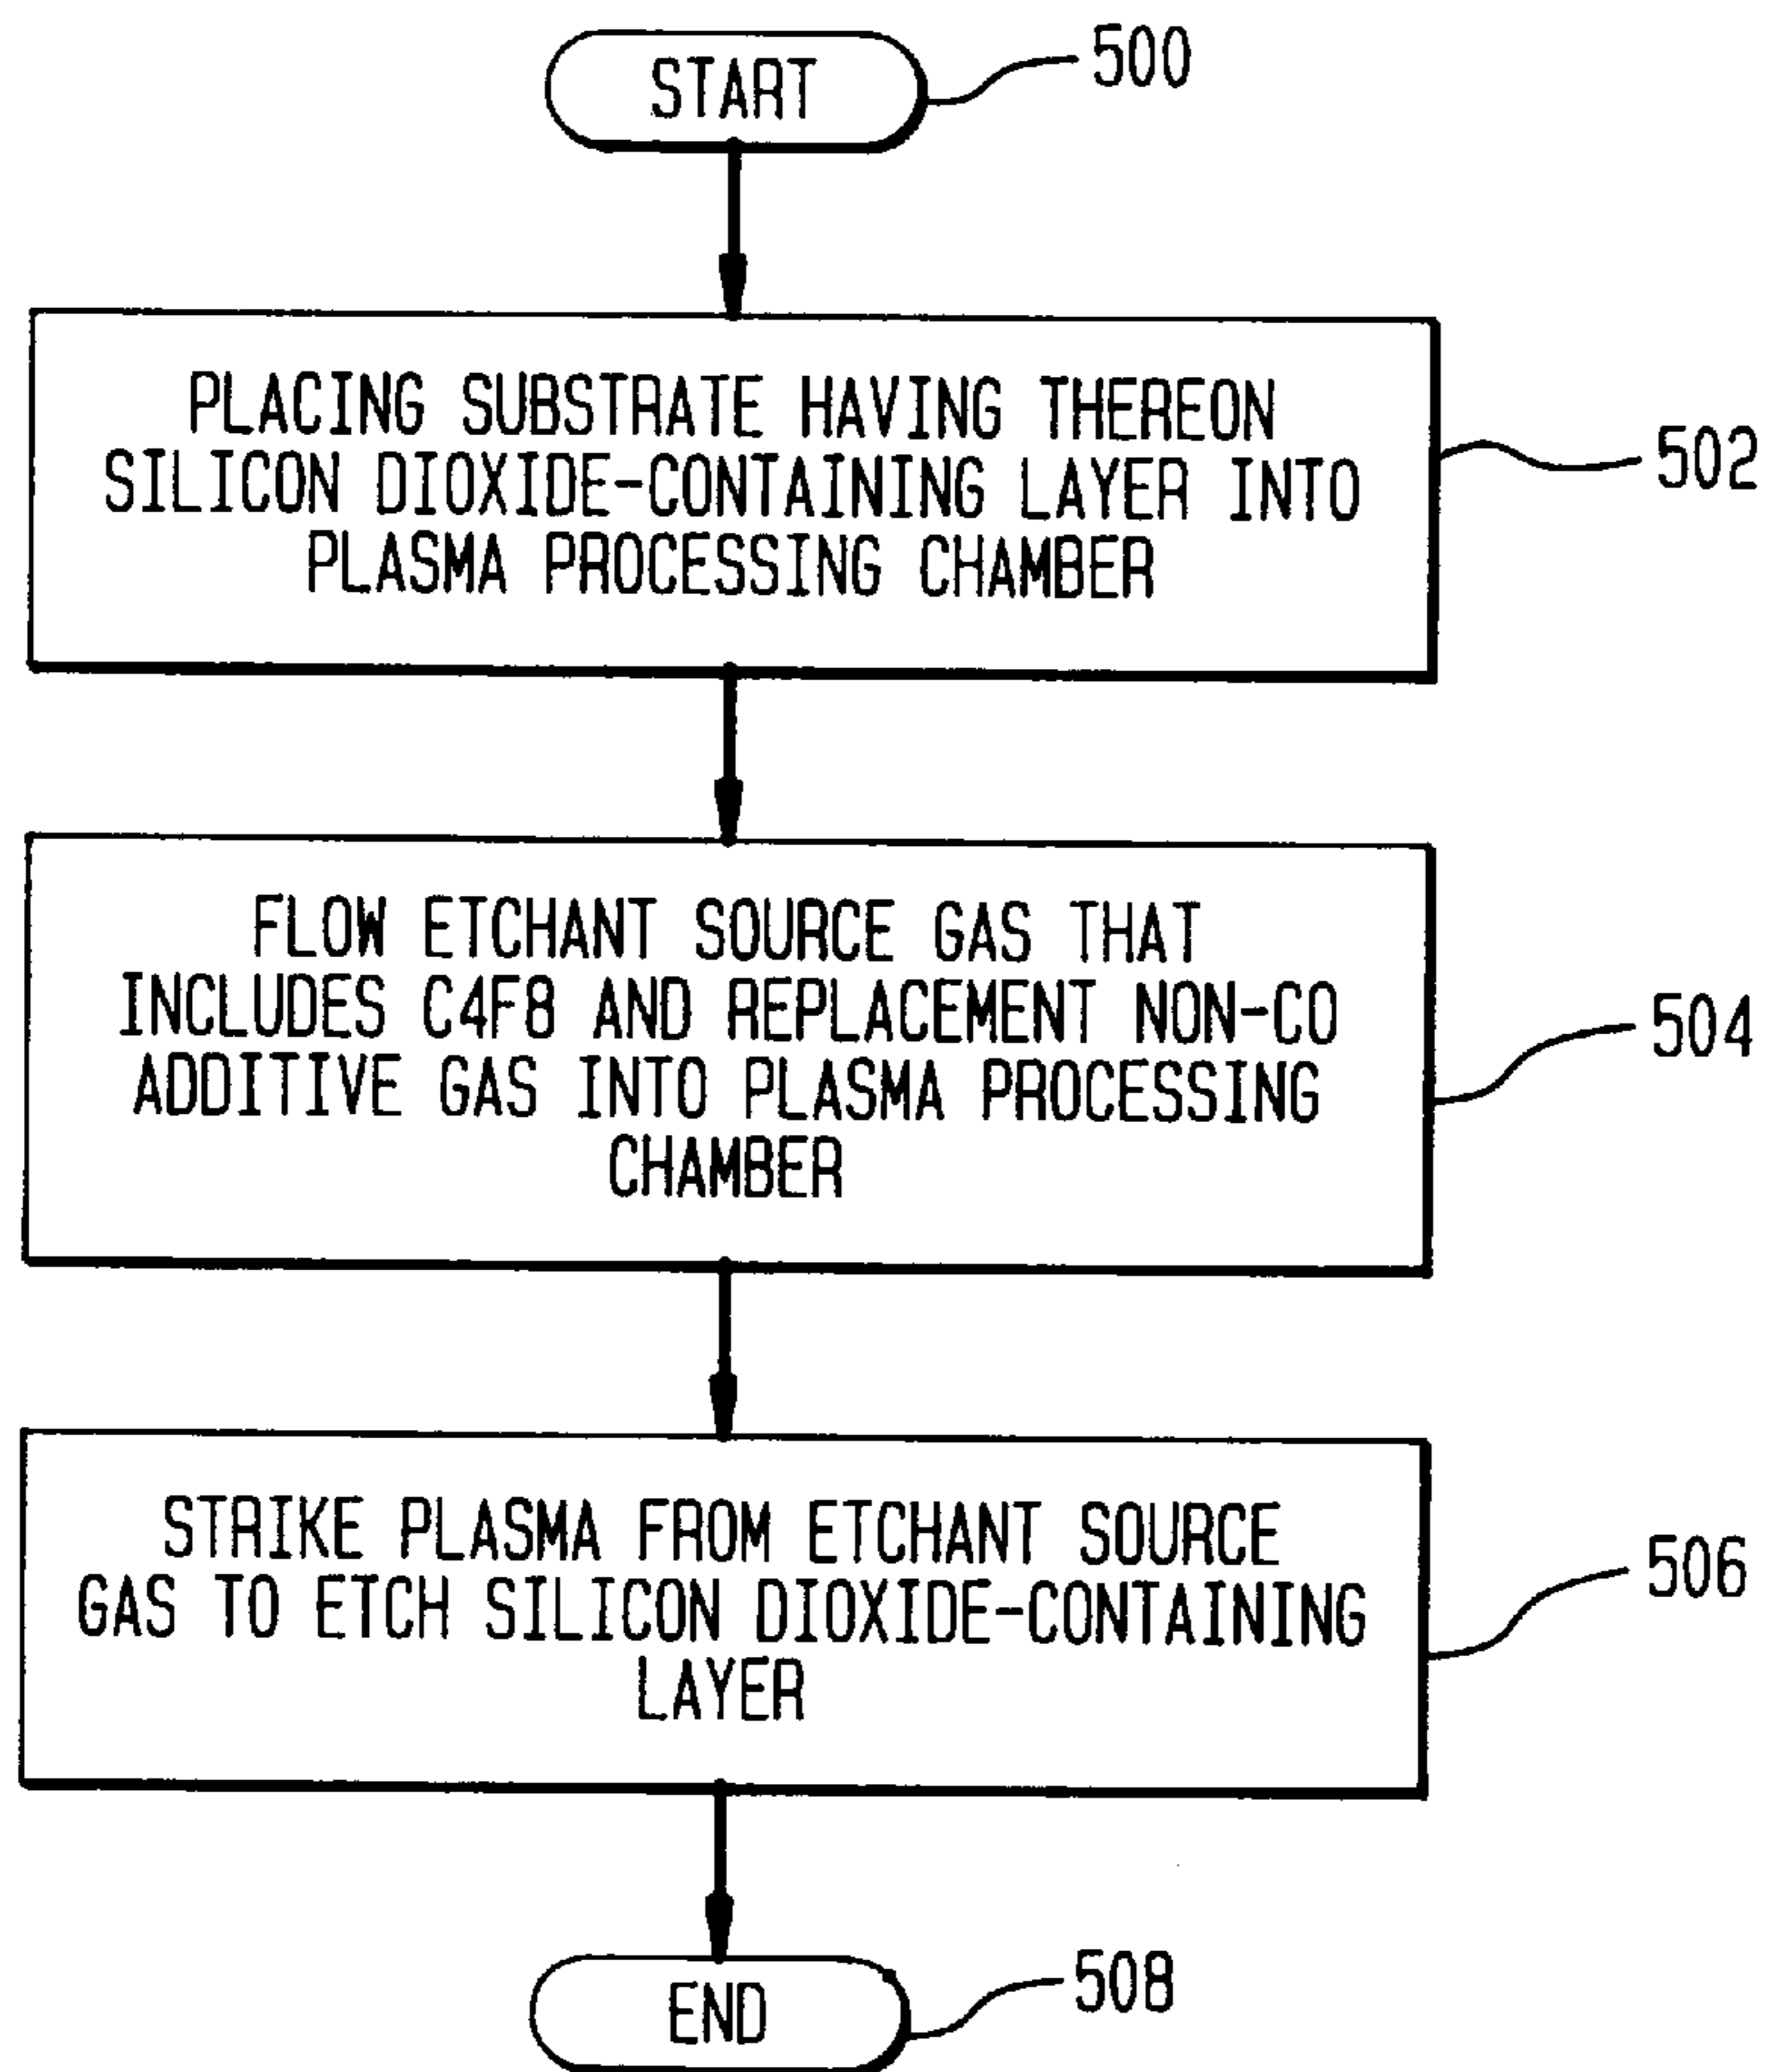 START
500
PLACING SUBSTRATE HAVING THEREON
SILICON DIOXIDE-CONTAINING LAYER INTO
PLASMA PROCESSING CHAMBER
502
FLOW ETCHANT SOURCE GAS THAT
INCLUDES C4F8 AND REPLACEMENT NON-CO
ADDITIVE GAS INTO PLASMA PROCESSING
CHAMBER
504
STRIKE PLASMA FROM ETCHANT SOURCE
GAS TO ETCH SILICON DIOXIDE-CONTAINING
LAYER
506
END
508